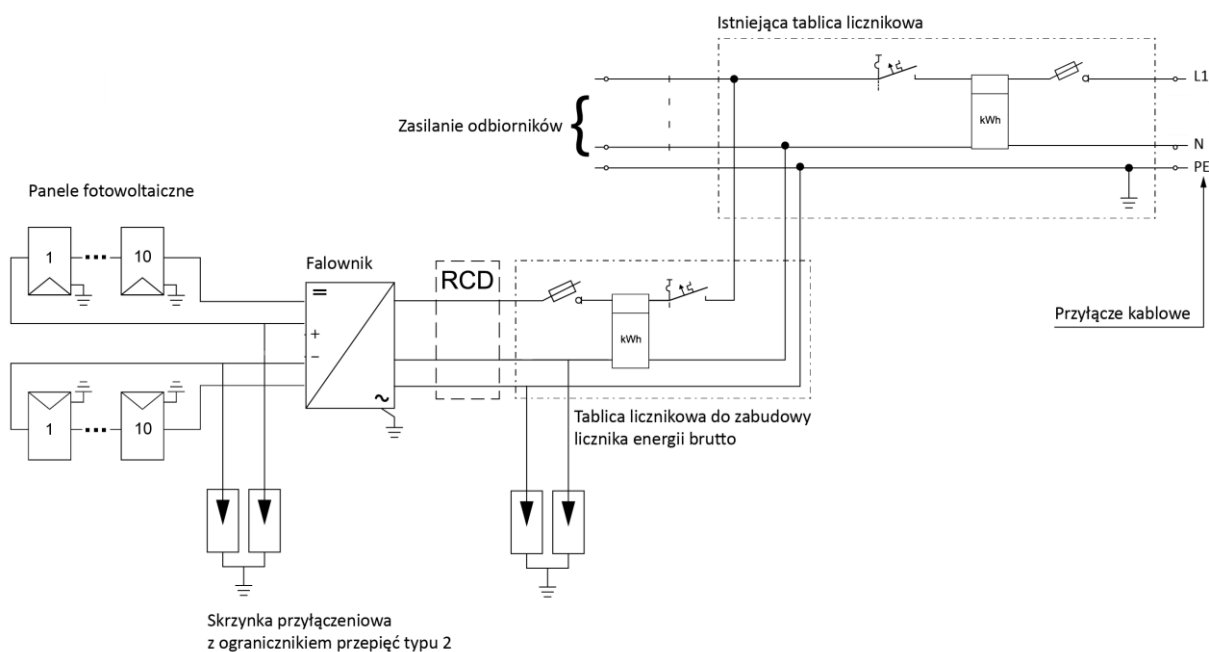 Istniejąca tablica licznikowa
L1
kWh
Zasilanie odbiorników
N
PE
Panele fotowoltaiczne
1 10
Falownik
RCD
Przyłącze kablowe
kWh
1 10
Tablica licznikowa do zabudowy
licznika energii brutto
Skrzynka przyłączeniowa
z ogranicznikiem przepięć typu 2